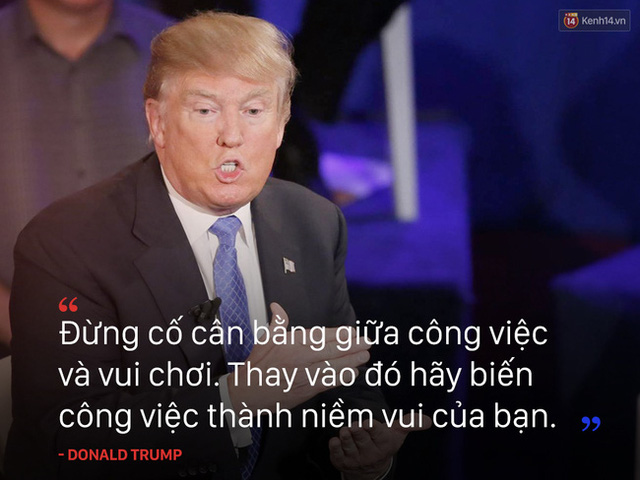 14 Kenh14.vn
“
Đừng cố cân bằng giữa công việc
và vui chơi. Thay vào đó hãy biến
công việc thành niềm vui của bạn. ”
- DONALD TRUMP